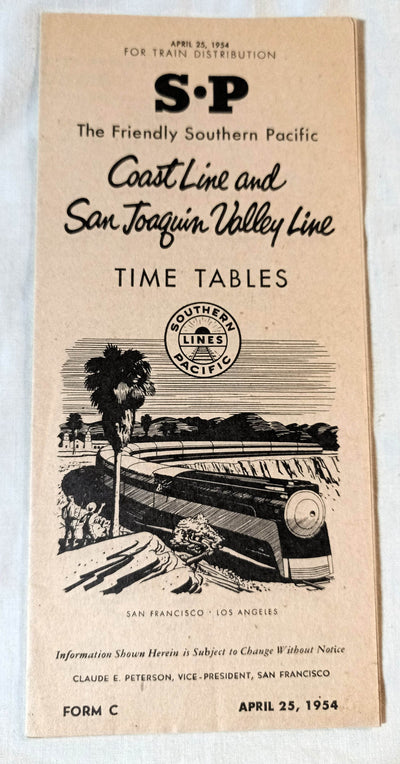 APRIL 25, 1954
FOR TRAIN DISTRIBUTION
S•P
The Friendly Southern Pacific
Coast Line and
San Joaquin Valley Line
TIME TABLES
SOUTHERN
LINES
PACIFIC
SAN FRANCISCO • LOS ANGELES
Information Shown Herein is Subject to Change Without Notice
CLAUDE E. PETERSON, VICE-PRESIDENT, SAN FRANCISCO
FORM C
APRIL 25, 1954